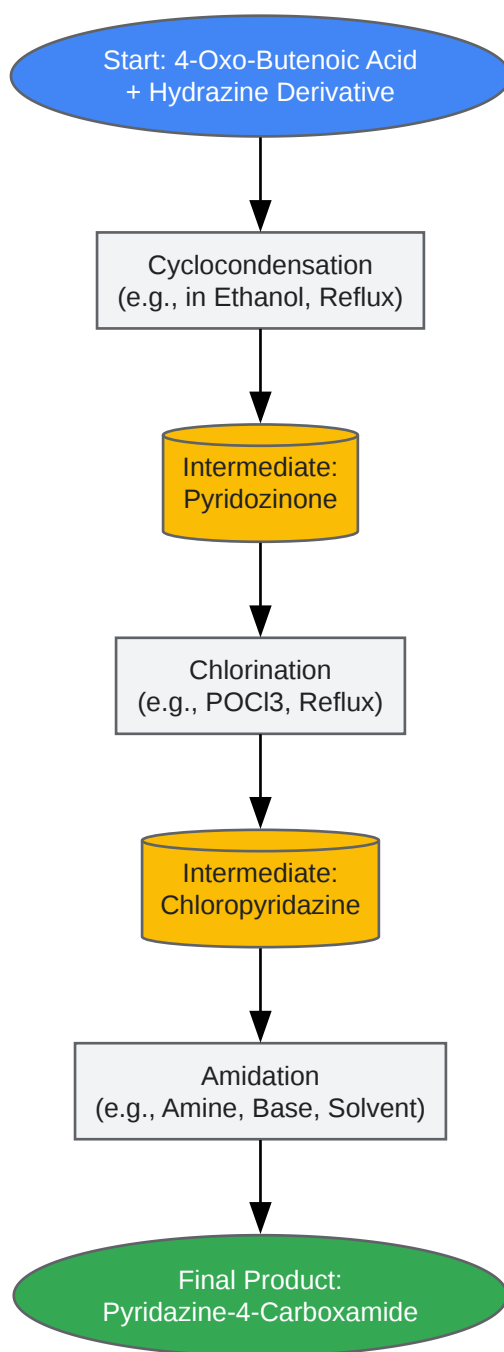 Start: 4-Oxo-Butenoic Acid
+ Hydrazine Derivative
Cyclocondensation
(e.g., in Ethanol, Reflux)
Intermediate:
Pyridozinone
Chlorination
(e.g., POCl3, Reflux)
Intermediate:
Chloropyridazine
Amidation
(e.g., Amine, Base, Solvent)
Final Product:
Pyridazine-4-Carboxamide